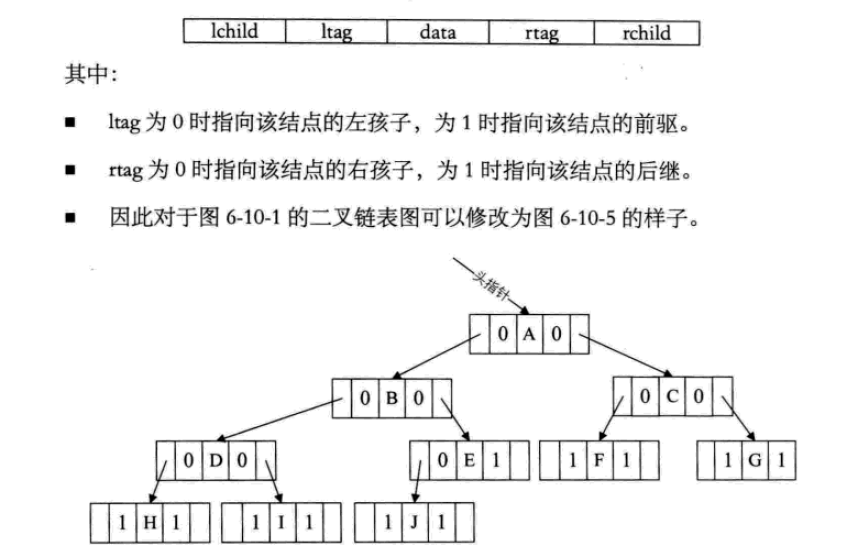 lchild ltag data rtag rchild
其中：
■ ltag 为 0 时指向该结点的左孩子，为 1 时指向该结点的前驱。
■ rtag 为 0 时指向该结点的右孩子，为 1 时指向该结点的后继。
■ 因此对于图 6-10-1 的二叉链表图可以修改为图 6-10-5 的样子。
头指针
0 A 0
0 B 0 0 C 0
0 D 0 0 E 1 1 F 1 1 G 1
1 H 1 1 I 1 1 J 1